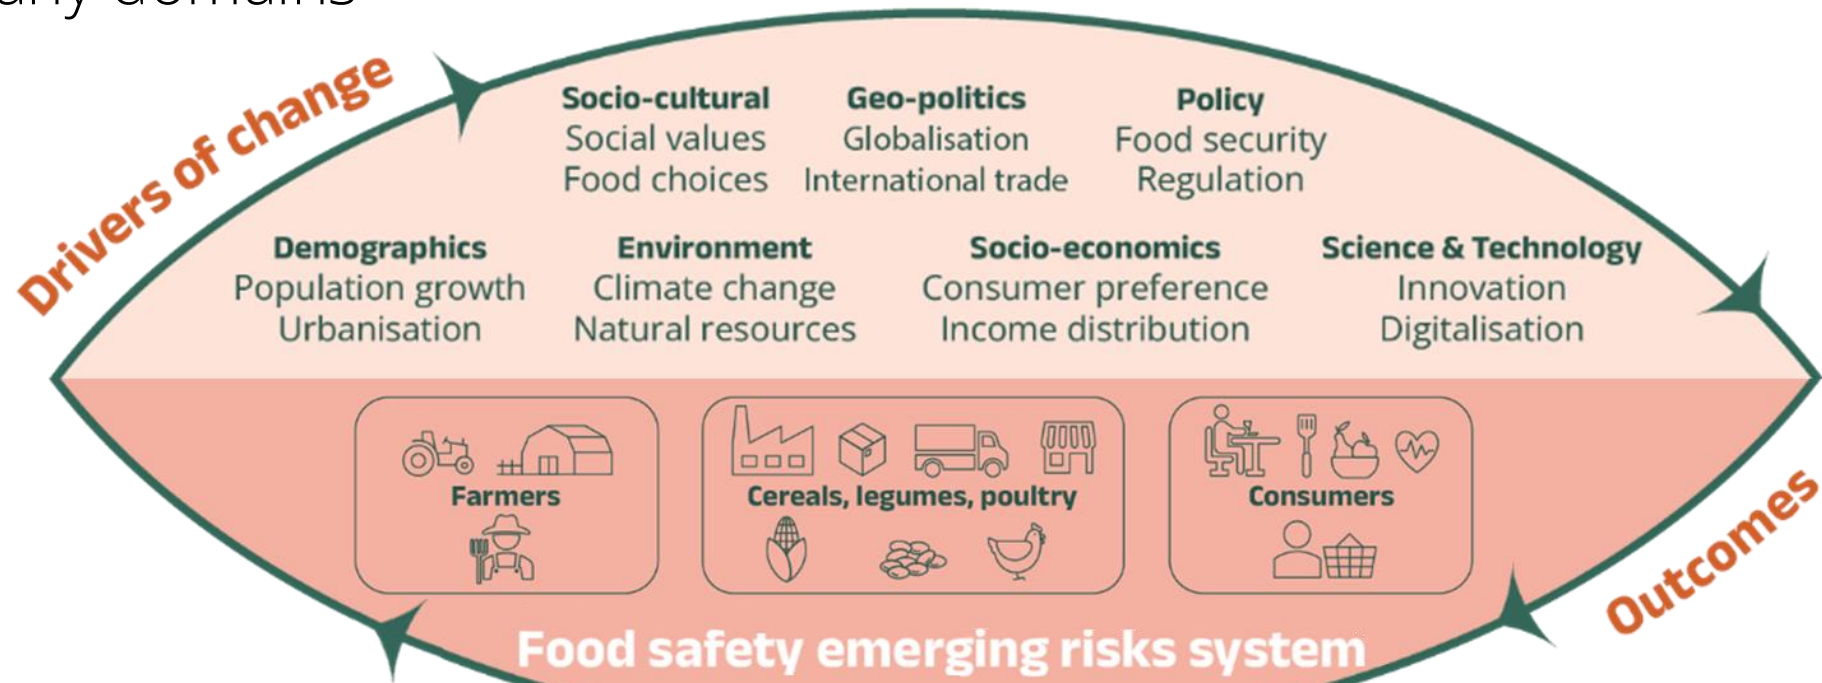 any domains
Drivers of change
Socio-cultural
Social values
Food choices
Geo-politics
Globalisation
International trade
Policy
Food security
Regulation
Demographics
Population growth
Urbanisation
Environment
Climate change
Natural resources
Socio-economics
Consumer preference
Income distribution
Science & Technology
Innovation
Digitalisation
Farmers
Cereals, legumes, poultry
Consumers
Outcomes
Food safety emerging risks system